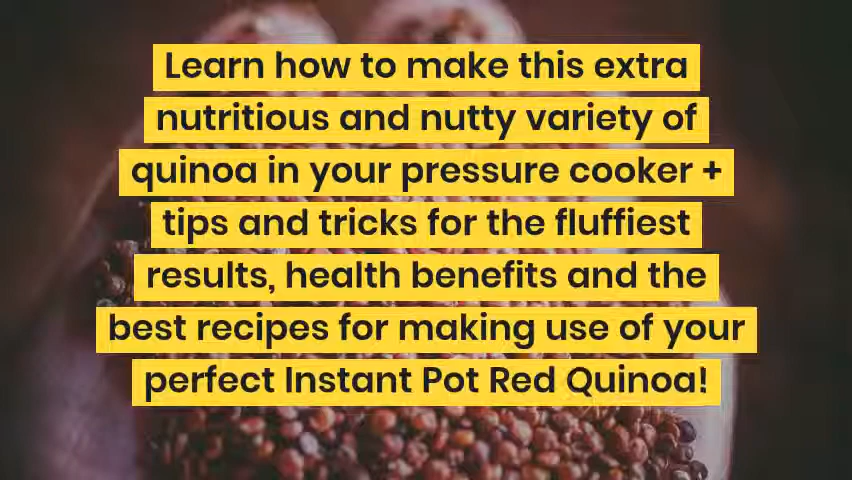 Learn how to make this extra
nutritious and nutty variety of
quinoa in your pressure cooker +
tips and tricks for the fluffiest
results, health benefits and the
best recipes for making use of your
perfect Instant Pot Red Quinoa!